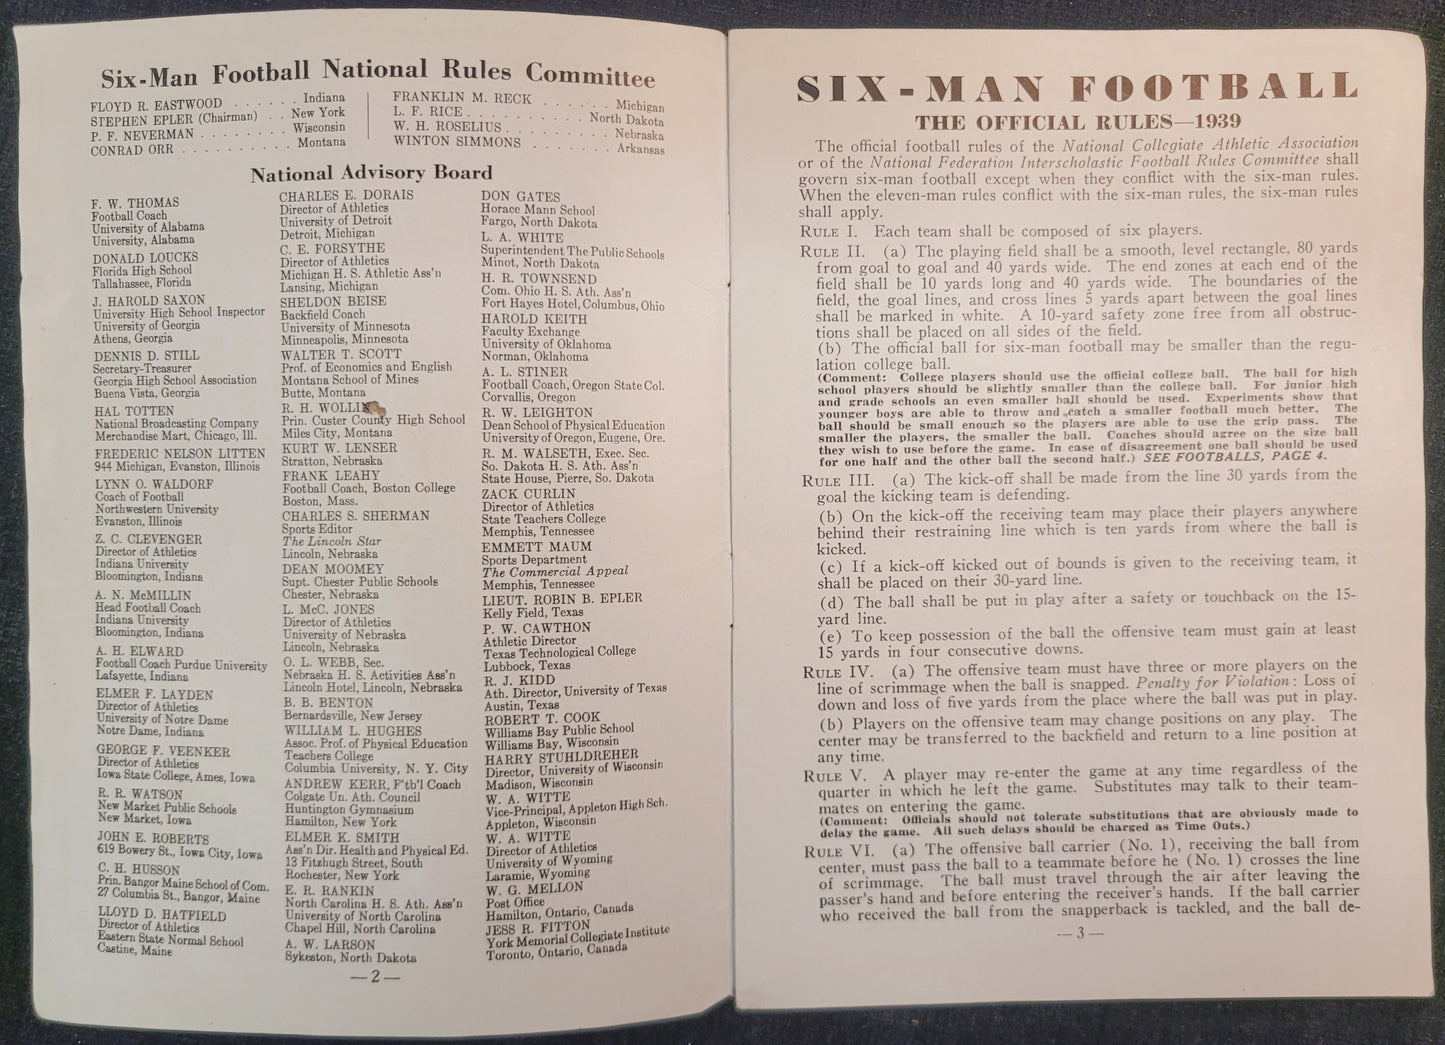 Six-Man Football National Rules Committee
FLOYD R. EASTWOOD . . . . . . Indiana
STEPHEN EPLER (Chairman) . . New York
P. F. NEVERMAN . . . . . . . . Wisconsin
CONRAD ORR . . . . . . . . . . Montana
FRANKLIN M. RECK . . . . . . Michigan
L. F. RICE . . . . . . . . . . North Dakota
W. H. ROSELIUS . . . . . . . . Nebraska
WINTON SIMMONS . . . . . . . Arkansas
National Advisory Board
F. W. THOMAS
Football Coach
University of Alabama
University, Alabama
DONALD LOUCKS
Florida High School
Tallahassee, Florida
J. HAROLD SAXON
University High School Inspector
University of Georgia
Athens, Georgia
DENNIS D. STILL
Secretary-Treasurer
Georgia High School Association
Buena Vista, Georgia
HAL TOTTEN
National Broadcasting Company
Merchandise Mart, Chicago, Ill.
FREDERIC NELSON LITTEN
944 Michigan, Evanston, Illinois
LYNN O. WALDORF
Coach of Football
Northwestern University
Evanston, Illinois
Z. C. CLEVENGER
Director of Athletics
Indiana University
Bloomington, Indiana
A. N. McMILLIN
Head Football Coach
Indiana University
Bloomington, Indiana
A. H. ELWARD
Football Coach Purdue University
Lafayette, Indiana
ELMER F. LAYDEN
Director of Athletics
University of Notre Dame
Notre Dame, Indiana
GEORGE F. VEENKER
Director of Athletics
Iowa State College, Ames, Iowa
R. R. WATSON
New Market Public Schools
New Market, Iowa
JOHN E. ROBERTS
619 Bowery St., Iowa City, Iowa
C. H. HUSSON
Prin. Bangor Maine School of Com.
27 Columbia St., Bangor, Maine
LLOYD D. HATFIELD
Director of Athletics
Eastern State Normal School
Castine, Maine
CHARLES E. DORAIS
Director of Athletics
University of Detroit
Detroit, Michigan
C. E. FORSYTHE
Director of Athletics
Michigan H. S. Athletic Ass'n
Lansing, Michigan
SHELDON BEISE
Backfield Coach
University of Minnesota
Minneapolis, Minnesota
WALTER T. SCOTT
Prof. of Economics and English
Montana School of Mines
Butte, Montana
R. H. WOLLIN
Prin. Custer County High School
Miles City, Montana
KURT W. LENSER
Stratton, Nebraska
FRANK LEAHY
Football Coach, Boston College
Boston, Mass.
CHARLES S. SHERMAN
Sports Editor
The Lincoln Star
Lincoln, Nebraska
DEAN MOOMEY
Supt. Chester Public Schools
Chester, Nebraska
L. McC. JONES
Director of Athletics
University of Nebraska
Lincoln, Nebraska
O. L. WEBB, Sec.
Nebraska H. S. Activities Ass'n
Lincoln Hotel, Lincoln, Nebraska
B. B. BENTON
Bernardsville, New Jersey
WILLIAM L. HUGHES
Assoc. Prof. of Physical Education
Teachers College
Columbia University, N. Y. City
ANDREW KERR, F'tb'l Coach
Colgate Un. Ath. Council
Huntington Gymnasium
Hamilton, New York
ELMER K. SMITH
Ass'n Dir. Health and Physical Ed.
13 Fitzhugh Street, South
Rochester, New York
E. R. RANKIN
North Carolina H. S. Ath. Ass'n
University of North Carolina
Chapel Hill, North Carolina
A. W. LARSON
Sykeston, North Dakota
DON GATES
Horace Mann School
Fargo, North Dakota
L. A. WHITE
Superintendent The Public Schools
Minot, North Dakota
H. R. TOWNSEND
Com. Ohio H. S. Ath. Ass'n
Fort Hayes Hotel, Columbus, Ohio
HAROLD KEITH
Faculty Exchange
University of Oklahoma
Norman, Oklahoma
A. L. STINER
Football Coach, Oregon State Col.
Corvallis, Oregon
R. W. LEIGHTON
Dean School of Physical Education
University of Oregon, Eugene, Ore.
R. M. WALSETH, Exec. Sec.
So. Dakota H. S. Ath. Ass'n
State House, Pierre, So. Dakota
ZACK CURLIN
Director of Athletics
State Teachers College
Memphis, Tennessee
EMMETT MAUM
Sports Department
The Commercial Appeal
Memphis, Tennessee
LIEUT. ROBIN B. EPLER
Kelly Field, Texas
P. W. CAWTHON
Athletic Director
Texas Technological College
Lubbock, Texas
R. J. KIDD
Ath. Director, University of Texas
Austin, Texas
ROBERT T. COOK
Williams Bay Public School
Williams Bay, Wisconsin
HARRY STUHLDREHER
Director, University of Wisconsin
Madison, Wisconsin
W. A. WITTE
Vice-Principal, Appleton High Sch.
Appleton, Wisconsin
W. A. WITTE
Director of Athletics
University of Wyoming
Laramie, Wyoming
W. G. MELLON
Post Office
Hamilton, Ontario, Canada
JESS R. FITTON
York Memorial Collegiate Institute
Toronto, Ontario, Canada
—2—
SIX-MAN FOOTBALL
THE OFFICIAL RULES—1939
The official football rules of the National Collegiate Athletic Association
or of the National Federation Interscholastic Football Rules Committee shall
govern six-man football except when they conflict with the six-man rules.
When the eleven-man rules conflict with the six-man rules, the six-man rules
shall apply.
RULE I. Each team shall be composed of six players.
RULE II. (a) The playing field shall be a smooth, level rectangle, 80 yards
from goal to goal and 40 yards wide. The end zones at each end of the
field shall be 10 yards long and 40 yards wide. The boundaries of the
field, the goal lines, and cross lines 5 yards apart between the goal lines
shall be marked in white. A 10-yard safety zone free from all obstruc-
tions shall be placed on all sides of the field.
(b) The official ball for six-man football may be smaller than the regu-
lation college ball.
(Comment: College players should use the official college ball. The ball for high
school players should be slightly smaller than the college ball. For junior high
and grade schools an even smaller ball should be used. Experiments show that
younger boys are able to throw and catch a smaller football much better. The
ball should be small enough so the players are able to use the grip pass. The
smaller the players, the smaller the ball. Coaches should agree on the size ball
they wish to use before the game. In case of disagreement one ball should be used
for one half and the other ball the second half.) SEE FOOTBALLS, PAGE 4.
RULE III. (a) The kick-off shall be made from the line 30 yards from the
goal the kicking team is defending.
(b) On the kick-off the receiving team may place their players anywhere
behind their restraining line which is ten yards from where the ball is
kicked.
(c) If a kick-off kicked out of bounds is given to the receiving team, it
shall be placed on their 30-yard line.
(d) The ball shall be put in play after a safety or touchback on the 15-
yard line.
(e) To keep possession of the ball the offensive team must gain at least
15 yards in four consecutive downs.
RULE IV. (a) The offensive team must have three or more players on the
line of scrimmage when the ball is snapped. Penalty for Violation: Loss of
down and loss of five yards from the place where the ball was put in play.
(b) Players on the offensive team may change positions on any play. The
center may be transferred to the backfield and return to a line position at
any time.
RULE V. A player may re-enter the game at any time regardless of the
quarter in which he left the game. Substitutes may talk to their team-
mates on entering the game.
(Comment: Officials should not tolerate substitutions that are obviously made to
delay the game. All such delays should be charged as Time Outs.)
RULE VI. (a) The offensive ball carrier (No. 1), receiving the ball from
center, must pass the ball to a teammate before he (No. 1) crosses the line
of scrimmage. The ball must travel through the air after leaving the
passer's hand and before entering the receiver's hands. If the ball carrier
who received the ball from the snapperback is tackled, and the ball de-
—3—